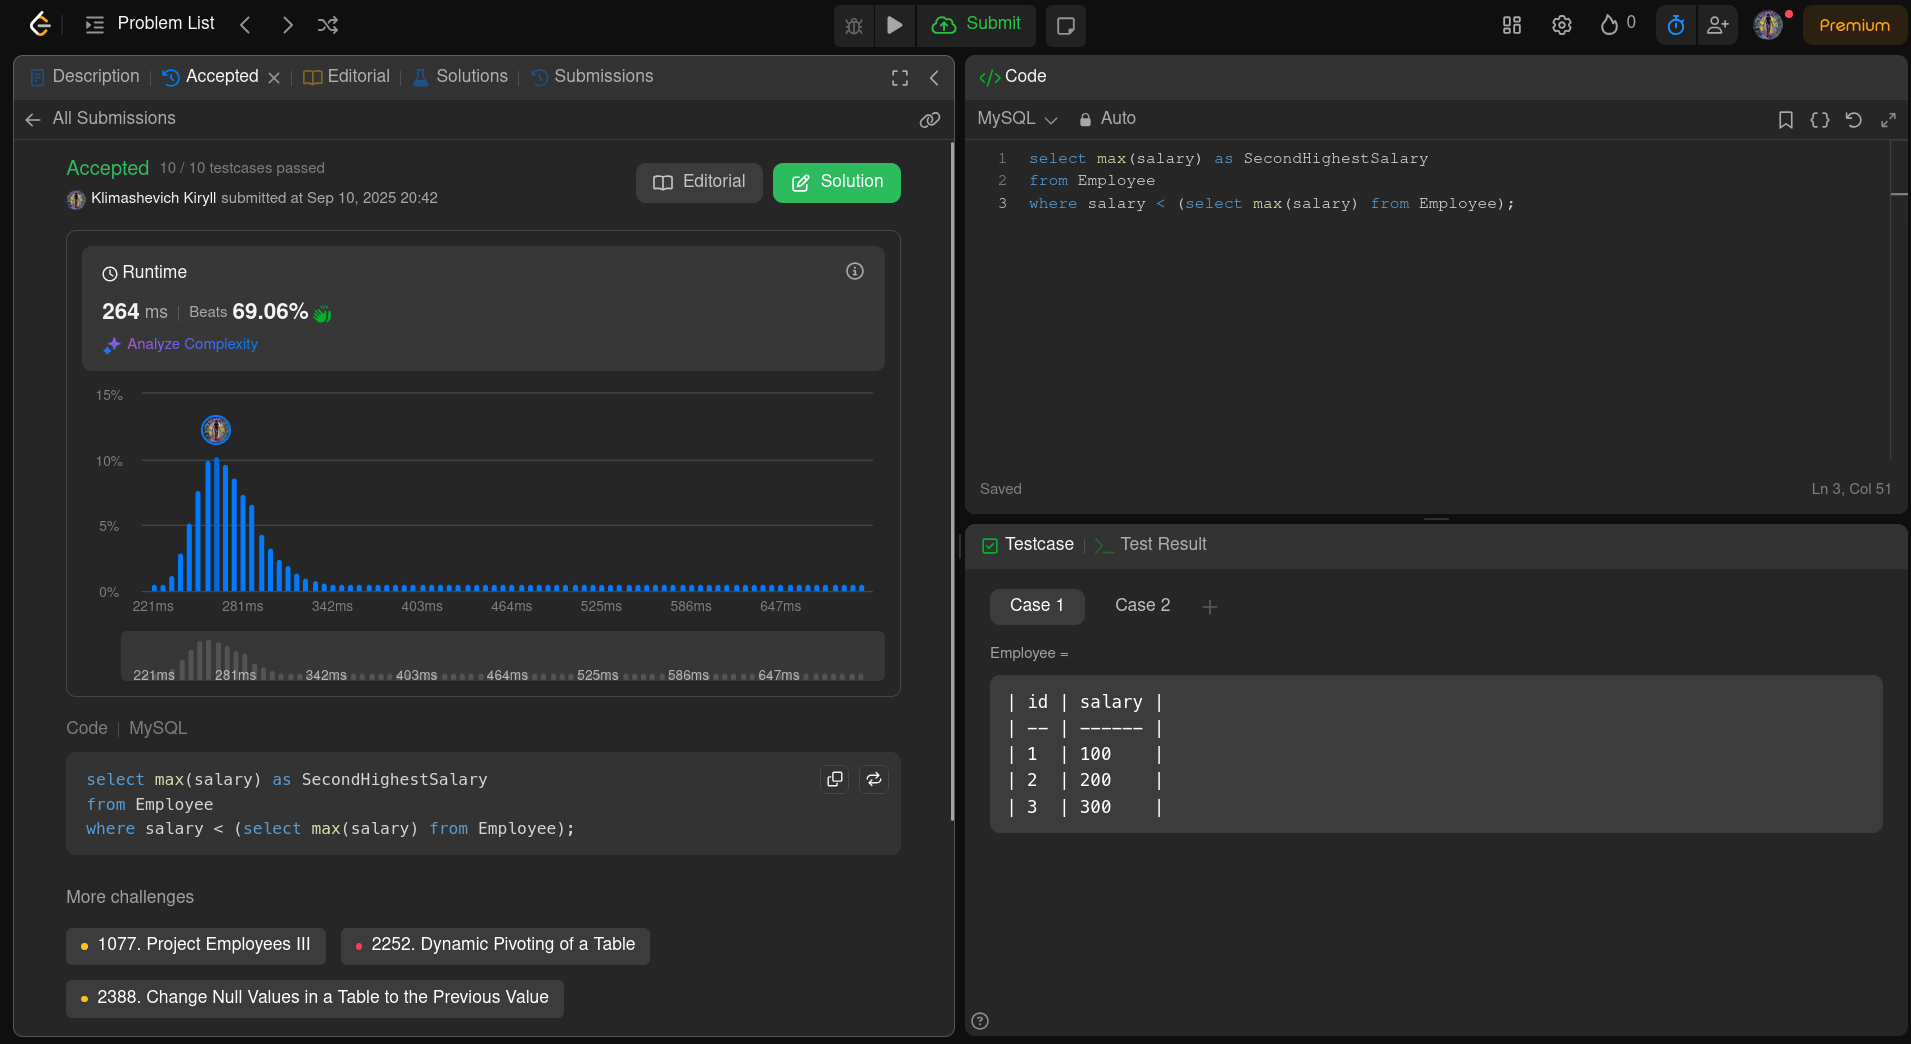 Problem List
Submit
0
Premium
Description
Accepted
Editorial
Solutions
Submissions
All Submissions
Accepted 10 / 10 testcases passed
Klimashevich Kiryll submitted at Sep 10, 2025 20:42
Editorial
Solution
Runtime
264 ms | Beats 69.06%
Analyze Complexity
15%
10%
5%
0%
221ms 281ms 342ms 403ms 464ms 525ms 586ms 647ms
221ms 281ms 342ms 403ms 464ms 525ms 586ms 647ms
Code | MySQL
select max(salary) as SecondHighestSalary
from Employee
where salary < (select max(salary) from Employee);
More challenges
1077. Project Employees III
2252. Dynamic Pivoting of a Table
2388. Change Null Values in a Table to the Previous Value
</> Code
MySQL
Auto
1 select max(salary) as SecondHighestSalary
2 from Employee
3 where salary < (select max(salary) from Employee);
Saved
Ln 3, Col 51
Testcase
Test Result
Case 1
Case 2
Employee =
| id | salary |
| -- | ------ |
| 1 | 100 |
| 2 | 200 |
| 3 | 300 |